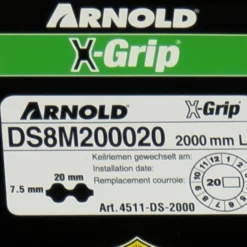 ARNOLD
X-Grip
ARNOLD X-Grip
DS8M200020 2000 mm L
Keilriemen gewechselt am:
Installation date:
Remplacement courroie:
20 mm
7.5 mm
20
Art. 4511-DS-2000